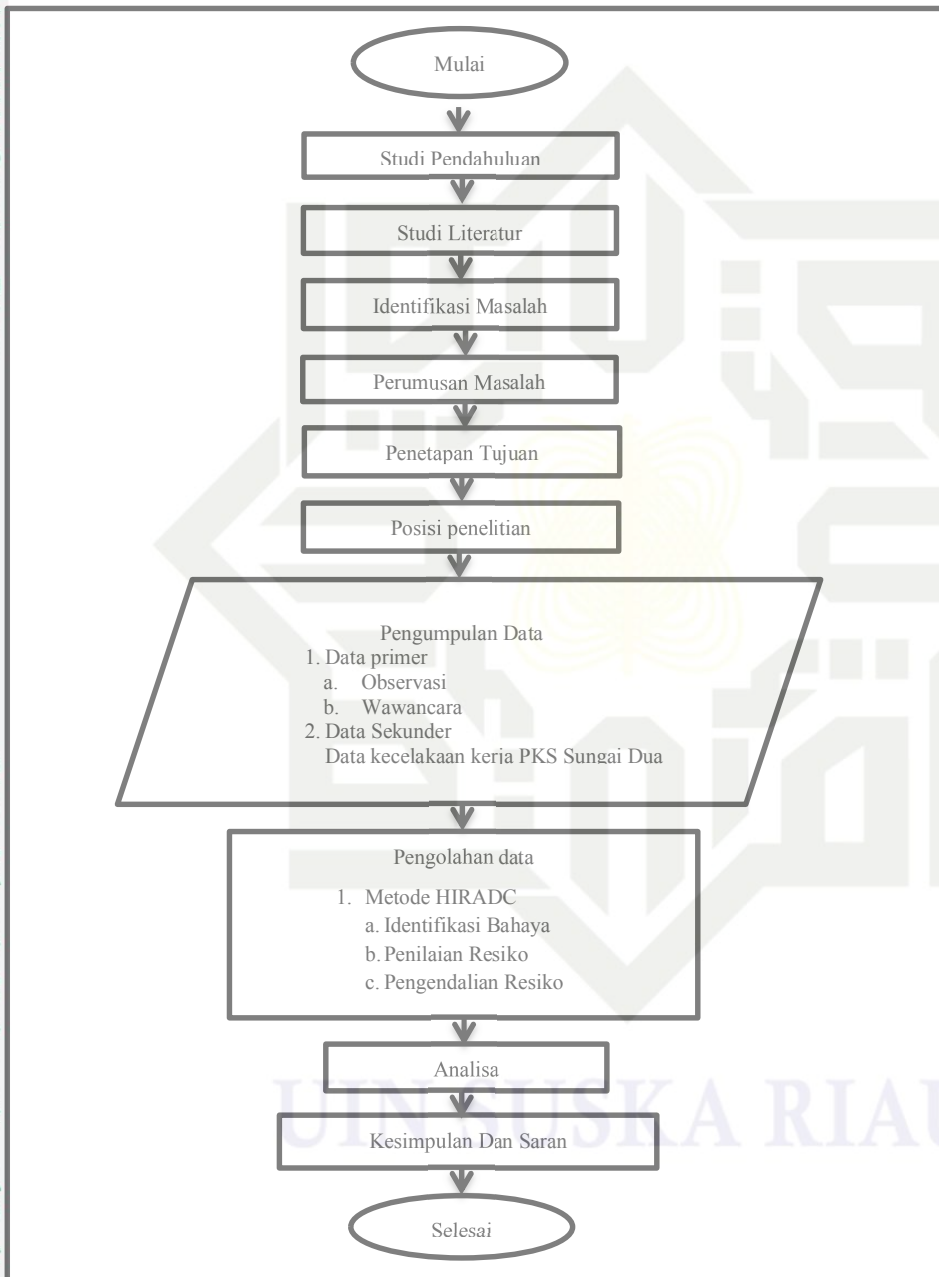 Mulai
Studi Pendahuluan
Studi Literatur
Identifikasi Masalah
Perumusan Masalah
Penetapan Tujuan
Posisi penelitian
Pengumpulan Data
1. Data primer
a. Observasi
b. Wawancara
2. Data Sekunder
Data kecelakaan kerja PKS Sungai Dua
Pengolahan data
1. Metode HIRADC
a. Identifikasi Bahaya
b. Penilaian Resiko
c. Pengendalian Resiko
Analisa
UIN SUSKA RIAU
Kesimpulan Dan Saran
Selesai